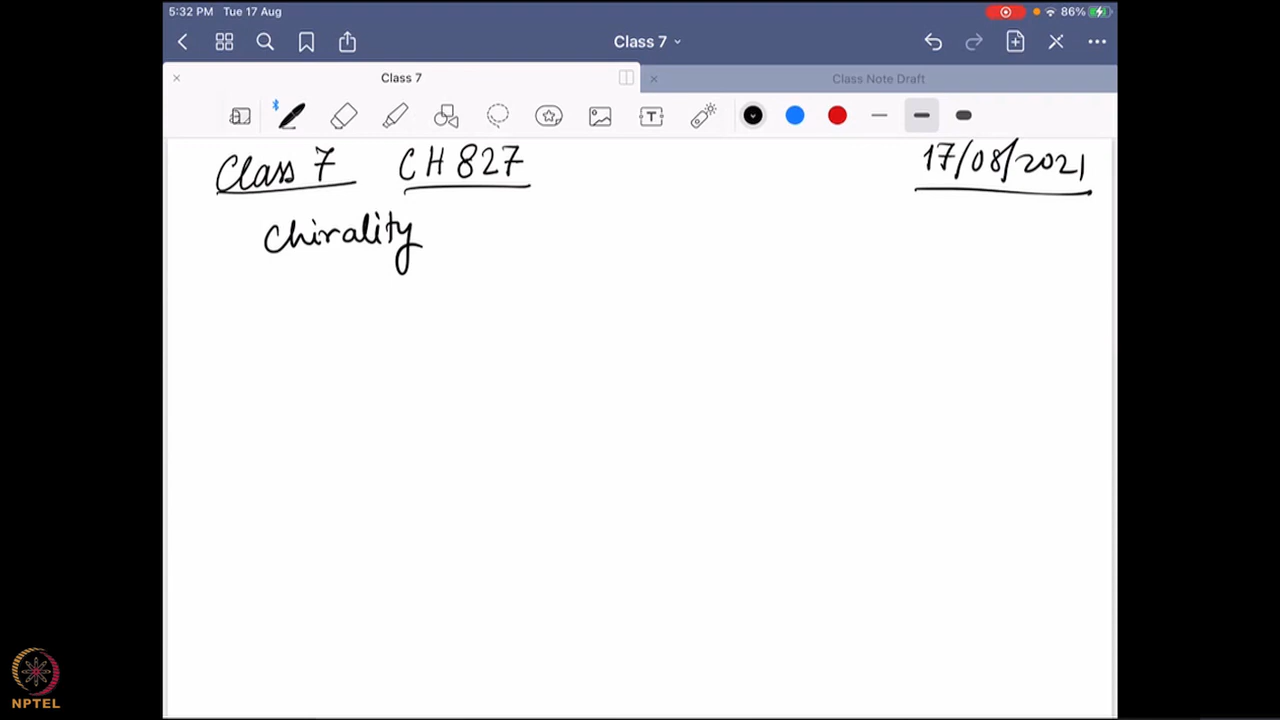 5:32 PM Tue 17 Aug 86%
Class 7
Class 7 Class Note Draft
T
Class 7 CH 827 17/08/2021
Chirality
NPTEL